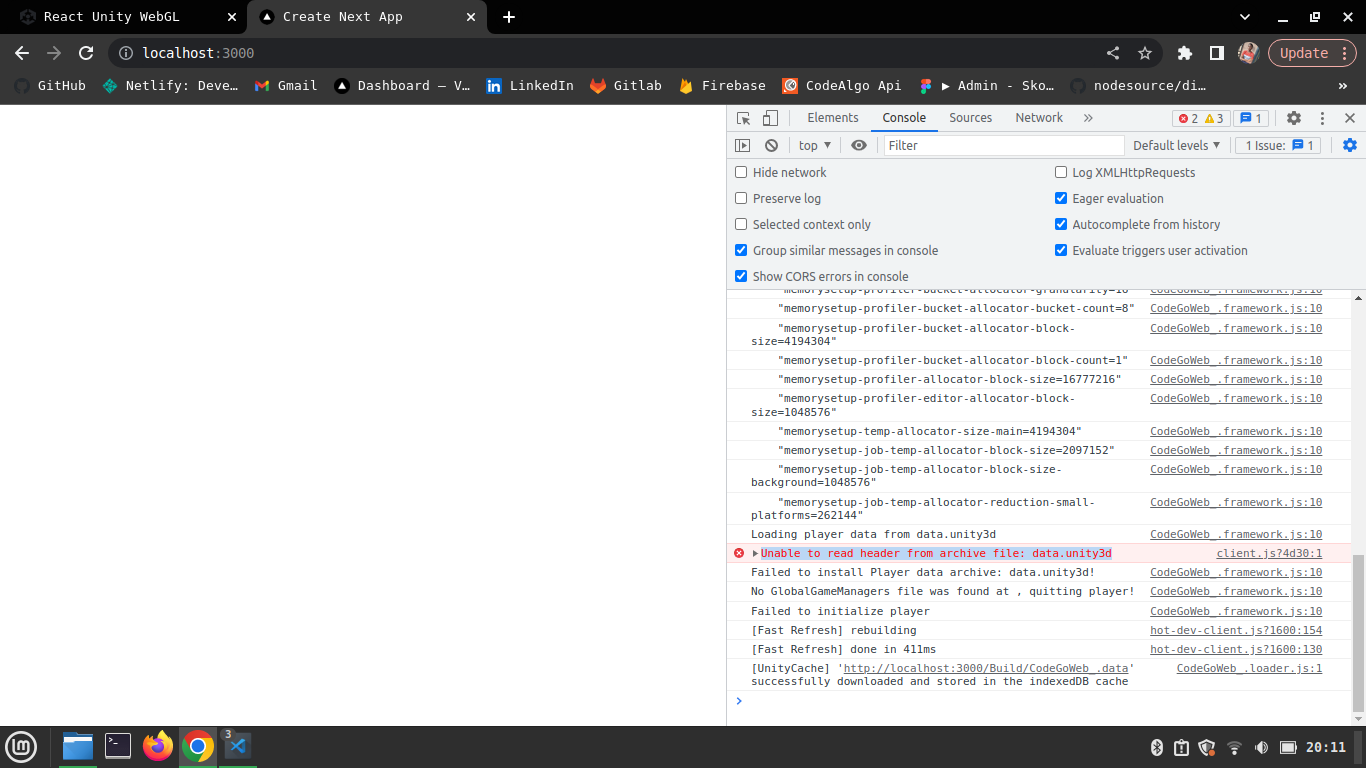 React Unity WebGL
Create Next App
localhost:3000
Update
GitHub
Netlify: Deve…
Gmail
Dashboard — V…
LinkedIn
Gitlab
Firebase
CodeAlgo Api
▶ Admin - Sko…
nodesource/di…
»
Elements
Console
Sources
Network
»
2
3
1
top ▼
Filter
Default levels ▼
1 Issue: 1
Hide network
Log XMLHttpRequests
Preserve log
Eager evaluation
Selected context only
Autocomplete from history
Group similar messages in console
Evaluate triggers user activation
Show CORS errors in console
"memorysetup-profiler-bucket-allocator-granularity=16" CodeGoWeb_.framework.js:10
"memorysetup-profiler-bucket-allocator-bucket-count=8" CodeGoWeb_.framework.js:10
"memorysetup-profiler-bucket-allocator-block- CodeGoWeb_.framework.js:10
size=4194304"
"memorysetup-profiler-bucket-allocator-block-count=1" CodeGoWeb_.framework.js:10
"memorysetup-profiler-allocator-block-size=16777216" CodeGoWeb_.framework.js:10
"memorysetup-profiler-editor-allocator-block- CodeGoWeb_.framework.js:10
size=1048576"
"memorysetup-temp-allocator-size-main=4194304" CodeGoWeb_.framework.js:10
"memorysetup-job-temp-allocator-block-size=2097152" CodeGoWeb_.framework.js:10
"memorysetup-job-temp-allocator-block-size- CodeGoWeb_.framework.js:10
background=1048576"
"memorysetup-job-temp-allocator-reduction-small- CodeGoWeb_.framework.js:10
platforms=262144"
Loading player data from data.unity3d CodeGoWeb_.framework.js:10
Unable to read header from archive file: data.unity3d client.js?4d30:1
Failed to install Player data archive: data.unity3d! CodeGoWeb_.framework.js:10
No GlobalGameManagers file was found at , quitting player! CodeGoWeb_.framework.js:10
Failed to initialize player CodeGoWeb_.framework.js:10
[Fast Refresh] rebuilding hot-dev-client.js?1600:154
[Fast Refresh] done in 411ms hot-dev-client.js?1600:130
[UnityCache] 'http://localhost:3000/Build/CodeGoWeb_.data' CodeGoWeb_.loader.js:1
successfully downloaded and stored in the indexedDB cache
3
20:11